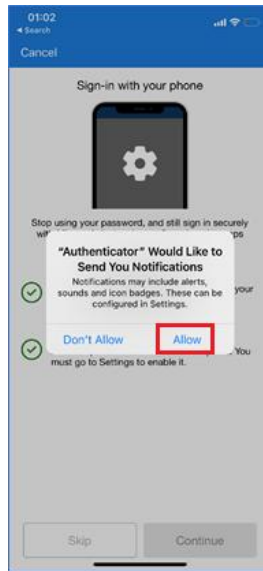 01:02
Search
Cancel
Sign-in with your phone
Stop using your password, and still sign in securely
"Authenticator" Would Like to
Send You Notifications
Notifications may include alerts,
sounds and icon badges. These can be
configured in Settings.
your
Don't Allow
Allow
You
must go to Settings to enable it.
Skip
Continue